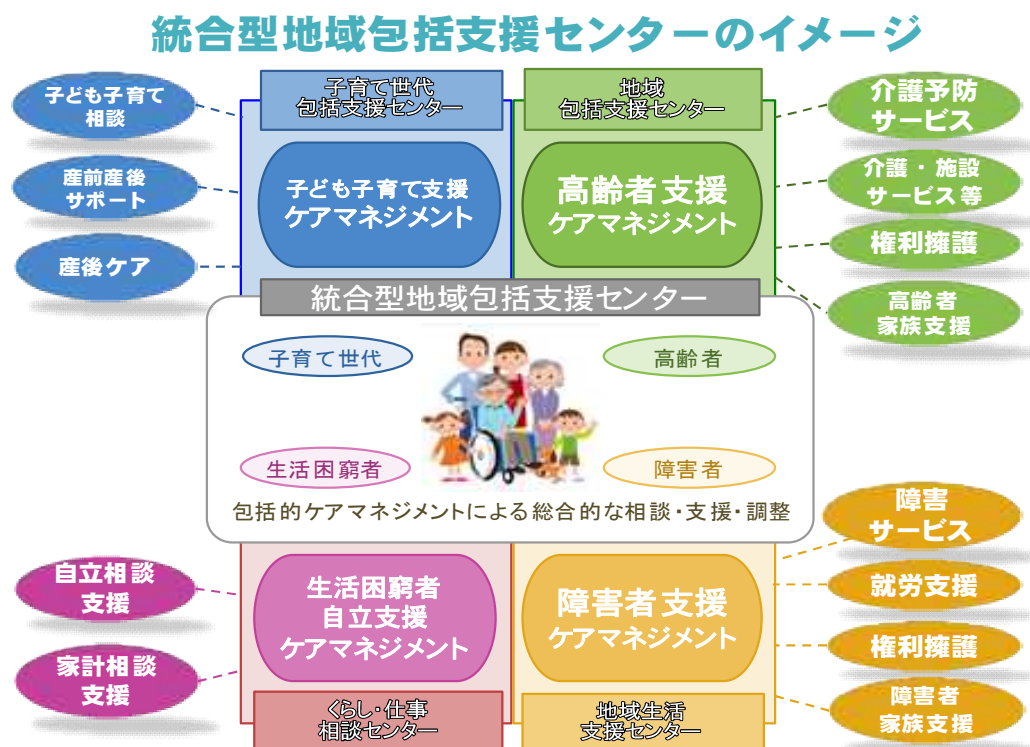 統合型地域包括支援センターのイメージ
子ども子育て
相談
産前産後
サポート
産後ケア
子育て世代
包括支援センター
子ども子育て支援
ケアマネジメント
地域
包括支援センター
高齢者支援
ケアマネジメント
介護予防
サービス
介護・施設
サービス等
権利擁護
高齢者
家族支援
統合型地域包括支援センター
子育て世代
高齢者
生活困窮者
障害者
包括的ケアマネジメントによる総合的な相談・支援・調整
自立相談
支援
家計相談
支援
生活困窮者
自立支援
ケアマネジメント
くらし・仕事
相談センター
障害者支援
ケアマネジメント
地域生活
支援センター
障害
サービス
就労支援
権利擁護
障害者
家族支援